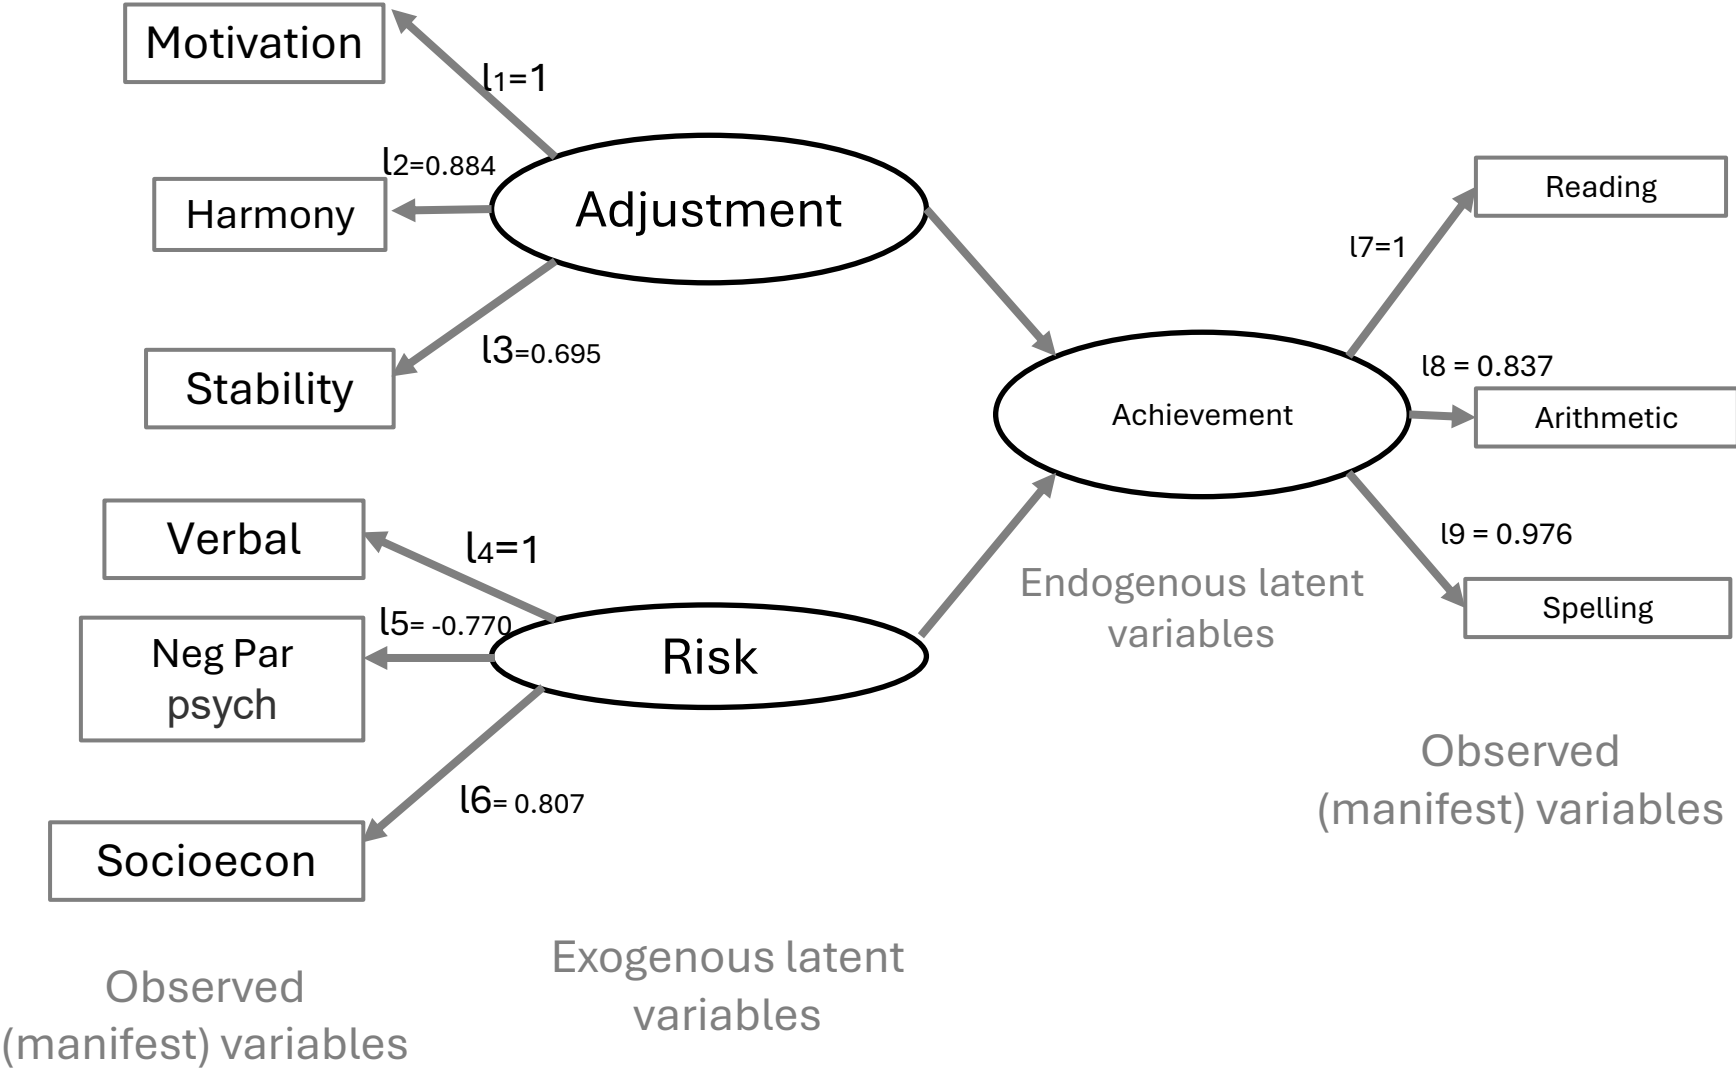 Motivation
l1=1
l2=0.884
Harmony
Adjustment
l3=0.695
Stability
Verbal
l4=1
l5= -0.770
Neg Par
psych
Risk
l6= 0.807
Socioecon
Observed
(manifest) variables
Exogenous latent
variables
Achievement
Endogenous latent
variables
Reading
l7=1
l8 = 0.837
Arithmetic
l9 = 0.976
Spelling
Observed
(manifest) variables